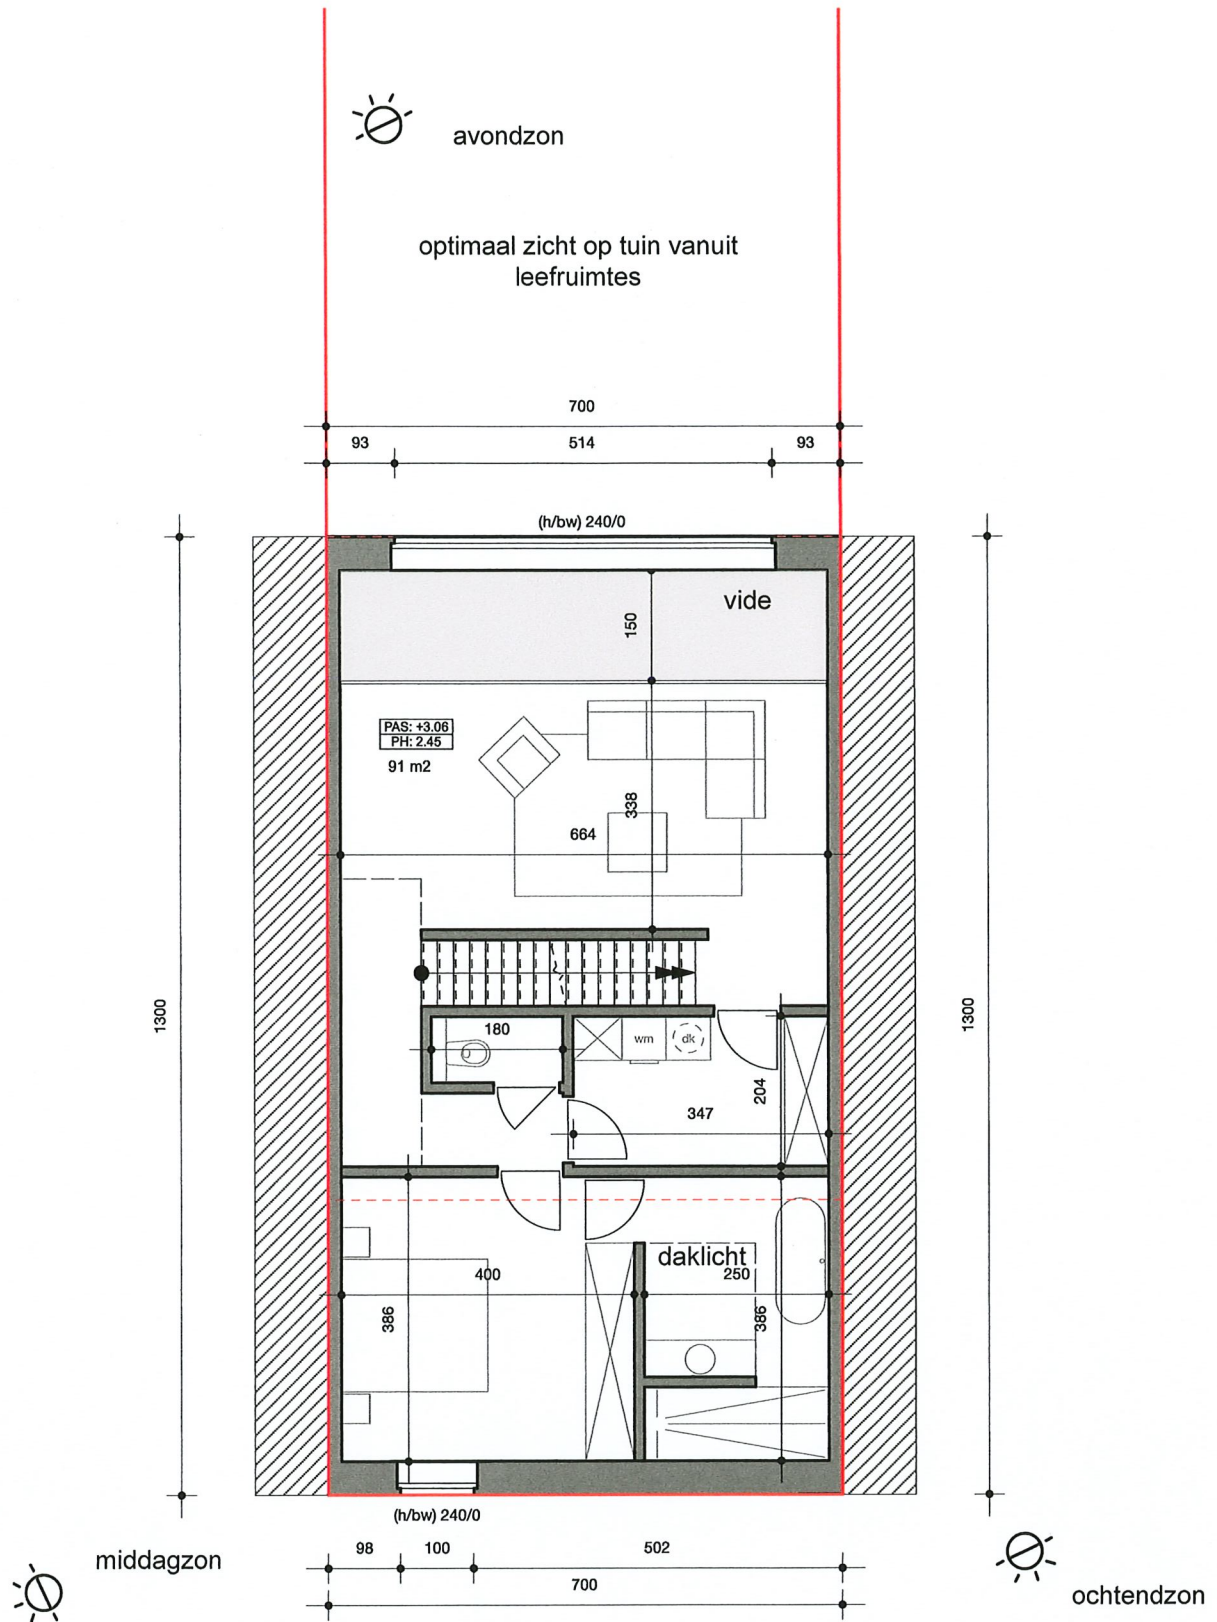 avondzon
optimaal zicht op tuin vanuit
leefruimtes
700
93 514 93
(h/bw) 240/0
vide
150
PAS: +3.06
PH: 2.45
91 m2
338
664
1300
1300
180
wm
dk
204
347
daklicht
400
250
386
386
(h/bw) 240/0
middagzon
98 100 502
700
ochtendzon